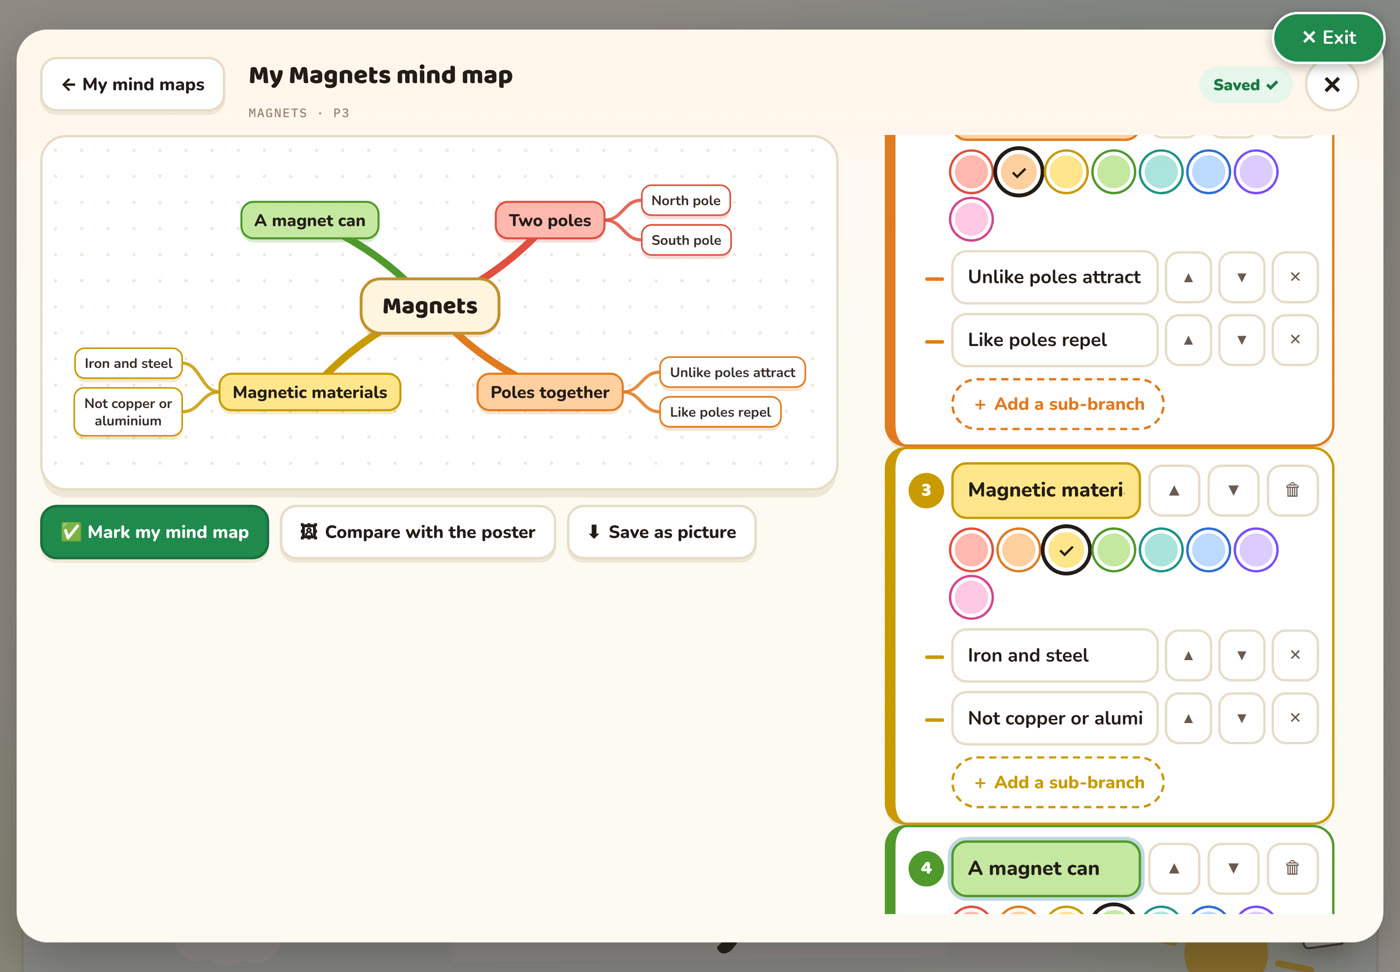 ✕ Exit
← My mind maps
My Magnets mind map
MAGNETS · P3
Saved ✓
A magnet can
Two poles
North pole
South pole
Magnets
Iron and steel
Not copper or
aluminium
Magnetic materials
Poles together
Unlike poles attract
Like poles repel
Mark my mind map
Compare with the poster
Save as picture
Unlike poles attract
Like poles repel
+ Add a sub-branch
3
Magnetic materi
Iron and steel
Not copper or alumi
+ Add a sub-branch
4
A magnet can